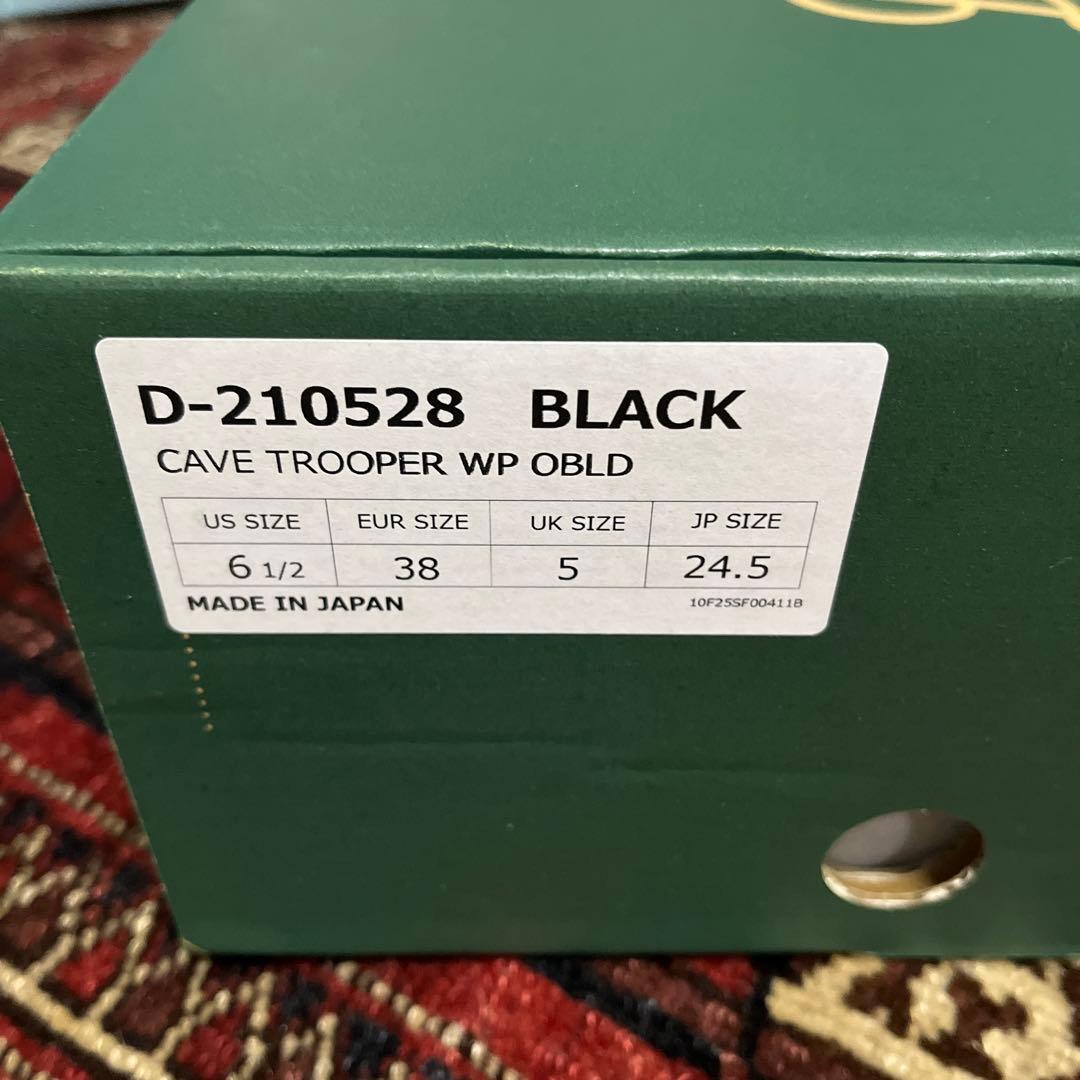 D-210528 BLACK
CAVE TROOPER WP OBLD
US SIZE EUR SIZE UK SIZE JP SIZE
6 1/2 38 5 24.5
MADE IN JAPAN 10F25SF00411B